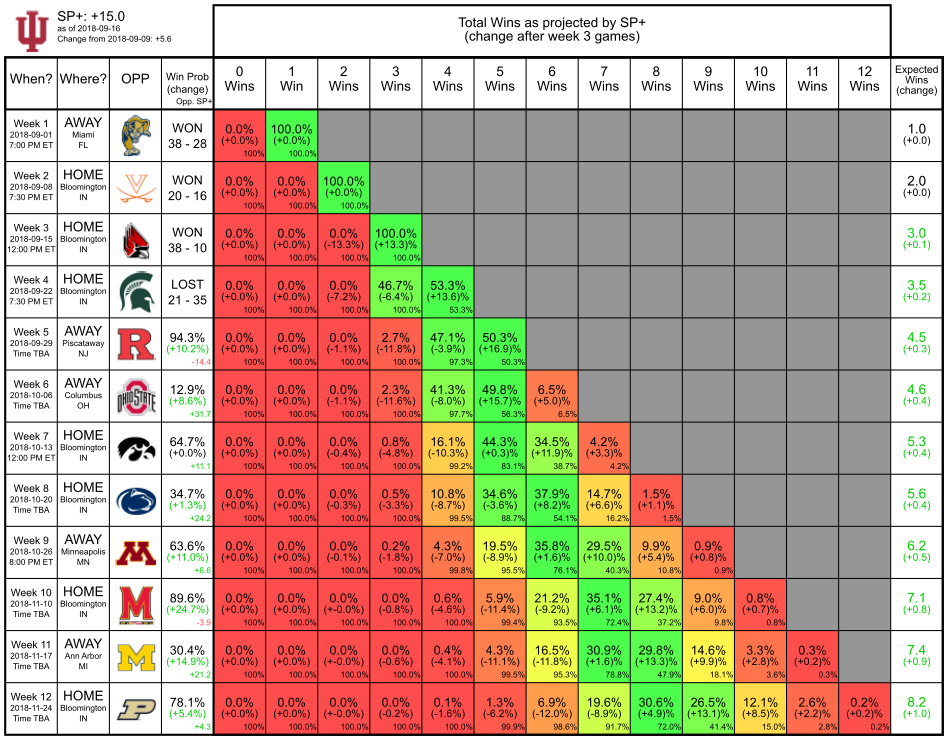 SP+: +15.0
as of 2018-09-16
Change from 2018-09-09: +5.6
Total Wins as projected by SP+
(change after week 3 games)
When? Where? OPP Win Prob (change) Opp. SP+ 0 Wins 1 Win 2 Wins 3 Wins 4 Wins 5 Wins 6 Wins 7 Wins 8 Wins 9 Wins 10 Wins 11 Wins 12 Wins Expected Wins (change)
Week 1 AWAY WON 0.0% 100.0% 1.0
2018-09-01 Miami 38 - 28 (+0.0%) (+0.0%) (+0.0)
7:00 PM ET FL 100% 100.0%
Week 2 HOME WON 0.0% 0.0% 100.0% 2.0
2018-09-08 Bloomington 20 - 16 (+0.0%) (+0.0%) (+0.0%) (+0.0)
7:30 PM ET IN 100% 100.0% 100.0%
Week 3 HOME WON 0.0% 0.0% 0.0% 100.0% 3.0
2018-09-15 Bloomington 38 - 10 (+0.0%) (+0.0%) (-13.3%) (+13.3)% (+0.1)
12:00 PM ET IN 100% 100.0% 100.0% 100.0%
Week 4 HOME LOST 0.0% 0.0% 0.0% 46.7% 53.3% 3.5
2018-09-22 Bloomington 21 - 35 (+0.0%) (+0.0%) (-7.2%) (-6.4%) (+13.6)% (+0.2)
7:30 PM ET IN 100% 100.0% 100.0% 100.0% 53.3%
Week 5 AWAY R 94.3% 0.0% 0.0% 0.0% 2.7% 47.1% 50.3% 4.5
2018-09-29 Piscataway (+10.2%) (+0.0%) (+0.0%) (-1.1%) (-11.8%) (-3.9%) (+16.9)% (+0.3)
Time TBA NJ -14.4 100% 100.0% 100.0% 100.0% 97.3% 50.3%
Week 6 AWAY OHIO STATE 12.9% 0.0% 0.0% 0.0% 2.3% 41.3% 49.8% 6.5% 4.6
2018-10-06 Columbus (+8.6%) (+0.0%) (+0.0%) (-1.1%) (-11.6%) (-8.0%) (+15.7)% (+5.0)% (+0.4)
Time TBA OH +31.7 100% 100.0% 100.0% 100.0% 97.7% 56.3% 6.5%
Week 7 HOME 64.7% 0.0% 0.0% 0.0% 0.8% 16.1% 44.3% 34.5% 4.2% 5.3
2018-10-13 Bloomington (+0.0%) (+0.0%) (+0.0%) (-0.4%) (-4.8%) (-10.3%) (+0.3)% (+11.9)% (+3.3)% (+0.4)
12:00 PM ET IN +11.1 100% 100.0% 100.0% 100.0% 99.2% 83.1% 38.7% 4.2%
Week 8 HOME 34.7% 0.0% 0.0% 0.0% 0.5% 10.8% 34.6% 37.9% 14.7% 1.5% 5.6
2018-10-20 Bloomington (+1.3%) (+0.0%) (+0.0%) (-0.3%) (-3.3%) (-8.7%) (-3.6%) (+8.2)% (+6.6)% (+1.1)% (+0.4)
Time TBA IN +24.2 100% 100.0% 100.0% 100.0% 99.5% 88.7% 54.1% 16.2% 1.5%
Week 9 AWAY M 63.6% 0.0% 0.0% 0.0% 0.2% 4.3% 19.5% 35.8% 29.5% 9.9% 0.9% 6.2
2018-10-26 Minneapolis (+11.0%) (+0.0%) (+0.0%) (-0.1%) (-1.8%) (-7.0%) (-8.9%) (+1.6)% (+10.0)% (+5.4)% (+0.8)% (+0.5)
8:00 PM ET MN +6.6 100% 100.0% 100.0% 100.0% 99.8% 95.5% 76.1% 40.3% 10.8% 0.9%
Week 10 HOME M 89.6% 0.0% 0.0% 0.0% 0.0% 0.6% 5.9% 21.2% 35.1% 27.4% 9.0% 0.8% 7.1
2018-11-10 Bloomington (+24.7%) (+0.0%) (+0.0%) (+-0.0%) (-0.8%) (-4.6%) (-11.4%) (-9.2%) (+6.1)% (+13.2)% (+6.0)% (+0.7)% (+0.8)
Time TBA IN -3.9 100% 100.0% 100.0% 100.0% 100.0% 99.4% 93.5% 72.4% 37.2% 9.8% 0.8%
Week 11 AWAY M 30.4% 0.0% 0.0% 0.0% 0.0% 0.4% 4.3% 16.5% 30.9% 29.8% 14.6% 3.3% 0.3% 7.4
2018-11-17 Ann Arbor (+14.9%) (+0.0%) (+0.0%) (+-0.0%) (-0.6%) (-4.1%) (-11.1%) (-11.8%) (+1.6)% (+13.3)% (+9.9)% (+2.8)% (+0.2)% (+0.9)
Time TBA MI +21.2 100% 100.0% 100.0% 100.0% 100.0% 99.5% 95.3% 78.8% 47.9% 18.1% 3.6% 0.3%
Week 12 HOME P 78.1% 0.0% 0.0% 0.0% 0.0% 0.1% 1.3% 6.9% 19.6% 30.6% 26.5% 12.1% 2.6% 0.2% 8.2
2018-11-24 Bloomington (+5.4%) (+0.0%) (+0.0%) (+-0.0%) (-0.2%) (-1.6%) (-6.2%) (-12.0%) (-8.9%) (+4.9)% (+13.1)% (+8.5)% (+2.2)% (+0.2)% (+1.0)
Time TBA IN +4.3 100% 100.0% 100.0% 100.0% 100.0% 99.9% 98.6% 91.7% 72.0% 41.4% 15.0% 2.8% 0.2%